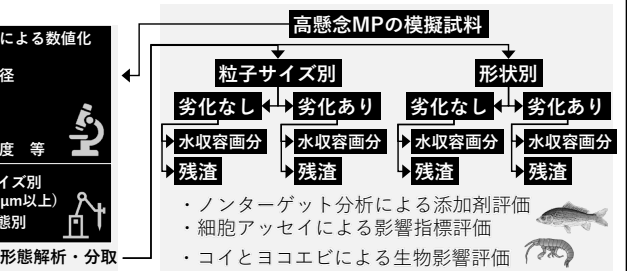 による数値化
径
度 等
イズ別
μm以上)
態別
形態解析・分取
高懸念MPの模擬試料
粒子サイズ別
形状別
劣化なし
劣化あり
劣化なし
劣化あり
水収容画分
水収容画分
水収容画分
水収容画分
残渣
残渣
残渣
残渣
・ノンターゲット分析による添加剤評価
・細胞アッセイによる影響指標評価
・コイとヨコエビによる生物影響評価